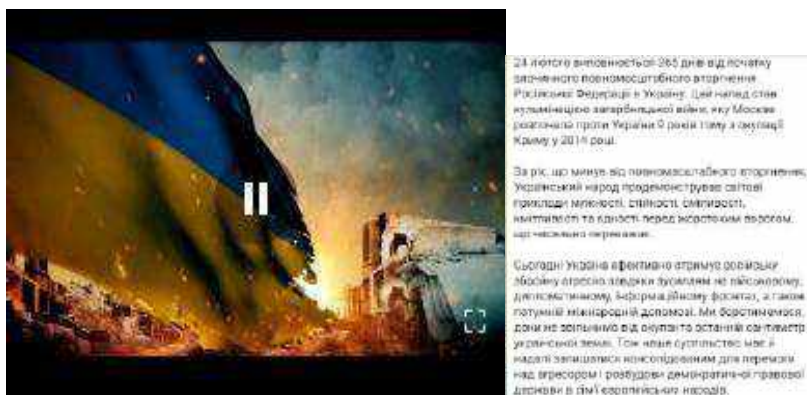 24 лютого виповнюється 365 днів від початку
злочинного повномасштабного вторгнення
Російської Федерації в Україну. Цей напад став
кульмінацією загарбницької війни, яку Москва
розпочала проти України 9 років тому з окупації
Криму у 2014 році.
За рік, що минув від повномасштабного вторгнення,
Український народ продемонстрував світові
приклади мужності, стійкості, сміливості,
кмітливості та єдності перед жорстоким ворогом,
що чисельно переважає.
Сьогодні Україна ефективно стримує російську
збройну агресію завдяки зусиллям на військовому,
дипломатичному, інформаційному фронтах, а також
потужній міжнародній допомозі. Ми боротимемося,
доки не звільнимо від окупанта останній сантиметр
української землі. Тож наше суспільство має й
надалі залишатися консолідованим для перемоги
над агресором і розбудови демократичної правової
держави в сім'ї європейських народів.